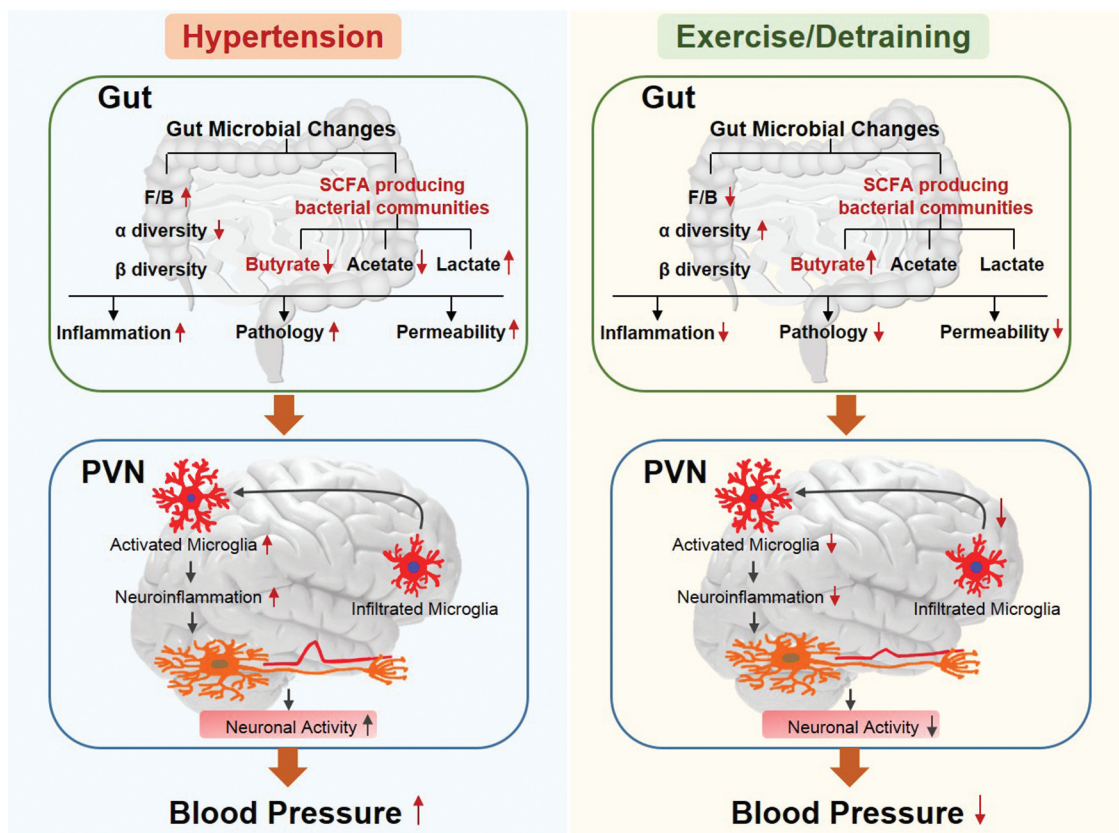 Hypertension
Gut
Gut Microbial Changes
F/B ↑
SCFA producing
bacterial communities
α diversity ↓
β diversity
Butyrate ↓ Acetate ↓ Lactate ↑
Inflammation ↑ Pathology ↑ Permeability ↑
PVN
Activated Microglia ↑
Neuroinflammation ↑
Infiltrated Microglia
Neuronal Activity ↑
Blood Pressure ↑
Exercise/Detraining
Gut
Gut Microbial Changes
F/B ↓
SCFA producing
bacterial communities
α diversity ↑
β diversity
Butyrate ↑ Acetate Lactate
Inflammation ↓ Pathology ↓ Permeability ↓
PVN
Activated Microglia ↓
Neuroinflammation ↓
Infiltrated Microglia
Neuronal Activity ↓
Blood Pressure ↓